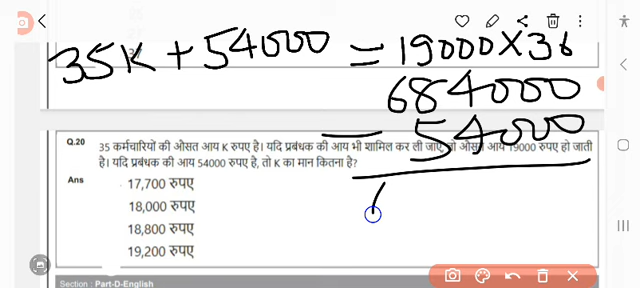 35K + 54000 = 19000 X 36
684000
Q.20 35 कर्मचारियों की औसत आय K रुपए है। यदि प्रबंधक की आय भी शामिल कर ली जाए, तो औसत आय 19000 रुपए हो जाती
है। यदि प्रबंधक की आय 54000 रुपए है, तो K का मान कितना है?
— 54000
Ans 17,700 रुपए
18,000 रुपए
18,800 रुपए
19,200 रुपए
Section : Part-D-English